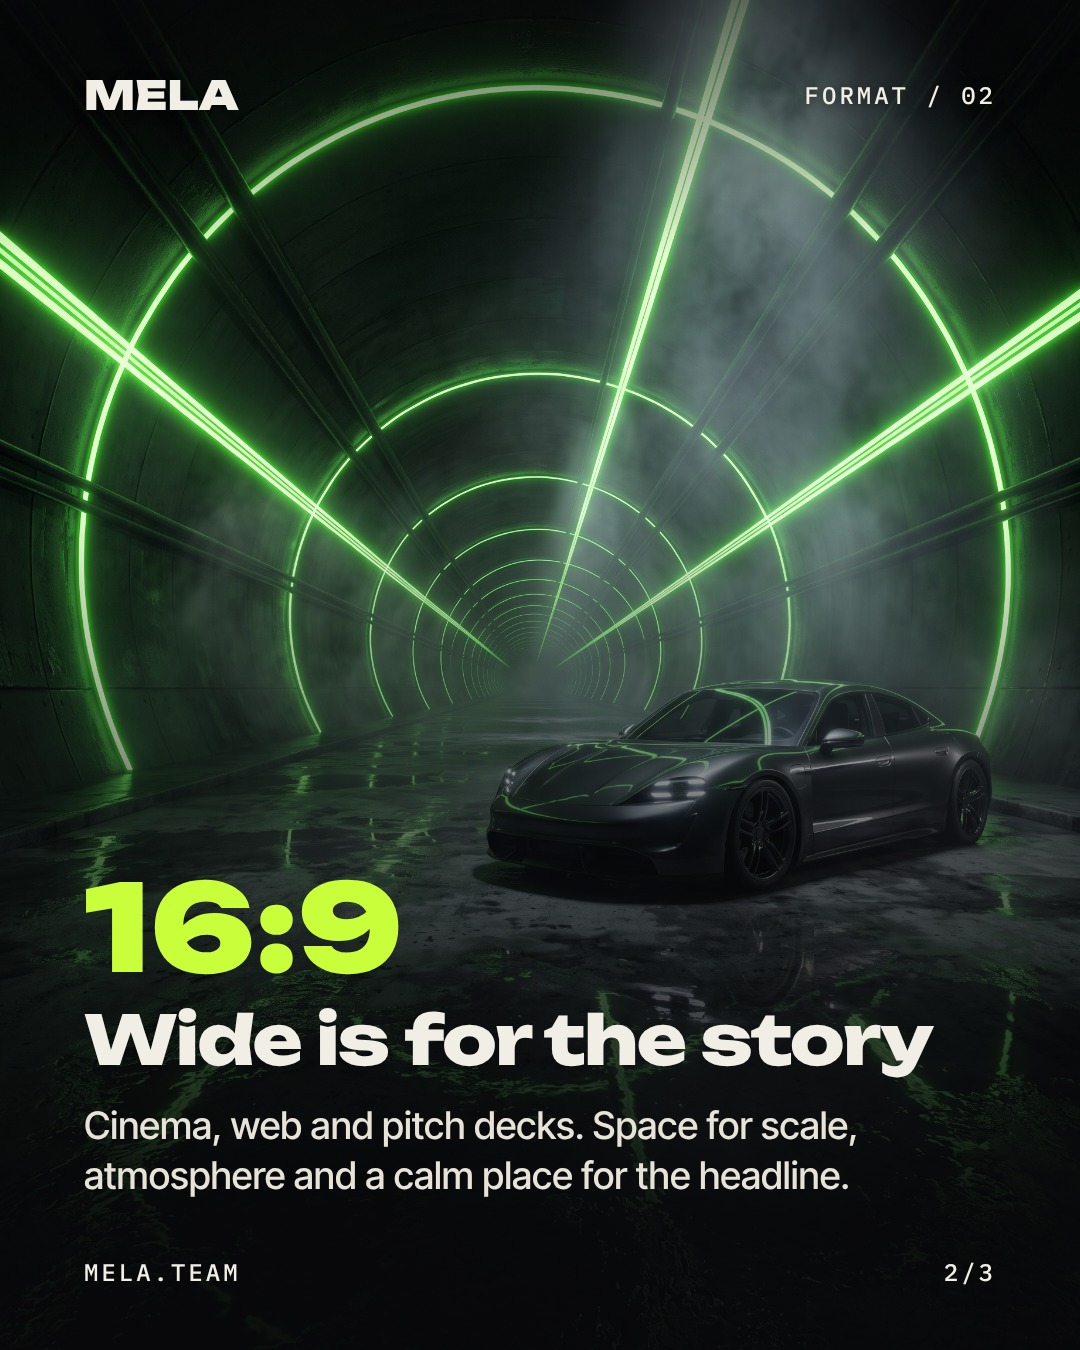 MELA
FORMAT / 02
16:9
Wide is for the story
Cinema, web and pitch decks. Space for scale,
atmosphere and a calm place for the headline.
MELA.TEAM
2/3